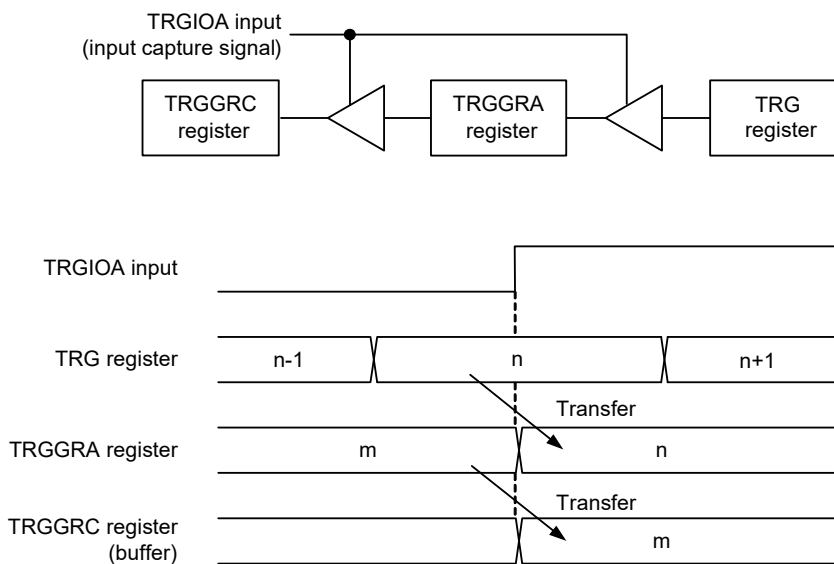 TRGIOA input
(input capture signal)
TRGGRC
register
TRGGRA
register
TRG
register
TRGIOA input
TRG register
n-1
n
n+1
Transfer
TRGGRA register
m
n
Transfer
TRGGRC register
(buffer)
m